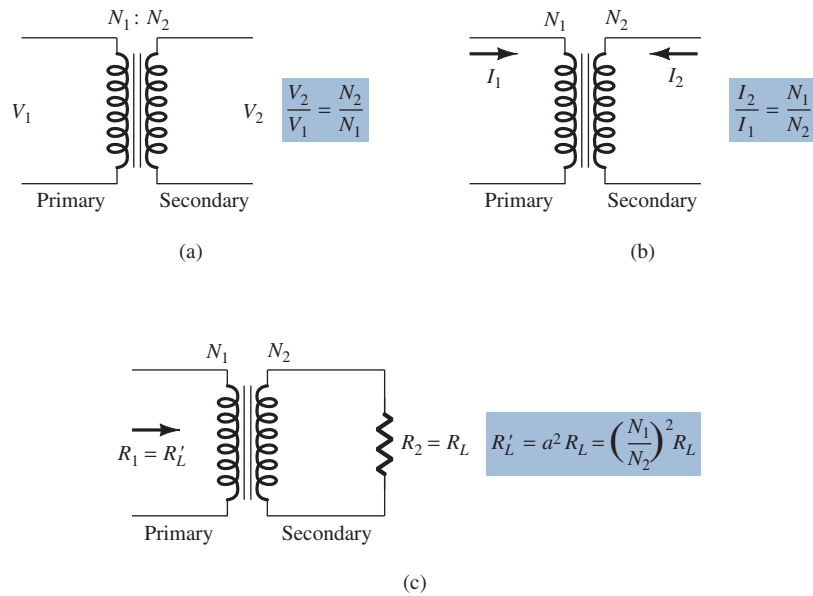 N₁ : N₂
V₁
V₂
V₂/V₁ = N₂/N₁
Primary
Secondary
(a)
N₁
N₂
I₁
I₂
I₂/I₁ = N₁/N₂
Primary
Secondary
(b)
N₁
N₂
R₁ = R′L
R₂ = RL
R′L = a² RL = (N₁/N₂)² RL
Primary
Secondary
(c)